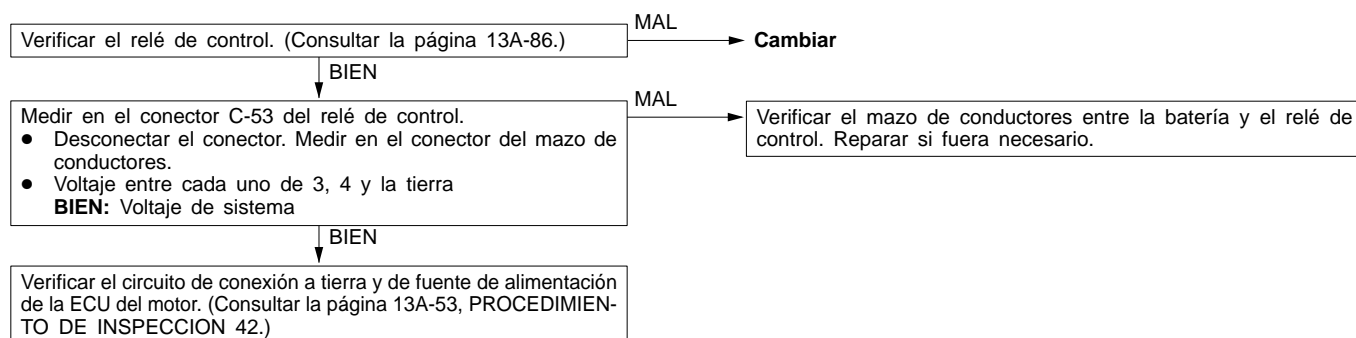 MAL
Verificar el relé de control. (Consultar la página 13A-86.)
Cambiar
BIEN
MAL
Medir en el conector C-53 del relé de control.
● Desconectar el conector. Medir en el conector del mazo de
conductores.
● Voltaje entre cada uno de 3, 4 y la tierra
BIEN: Voltaje de sistema
Verificar el mazo de conductores entre la batería y el relé de
control. Reparar si fuera necesario.
BIEN
Verificar el circuito de conexión a tierra y de fuente de alimentación
de la ECU del motor. (Consultar la página 13A-53, PROCEDIMIEN-
TO DE INSPECCION 42.)